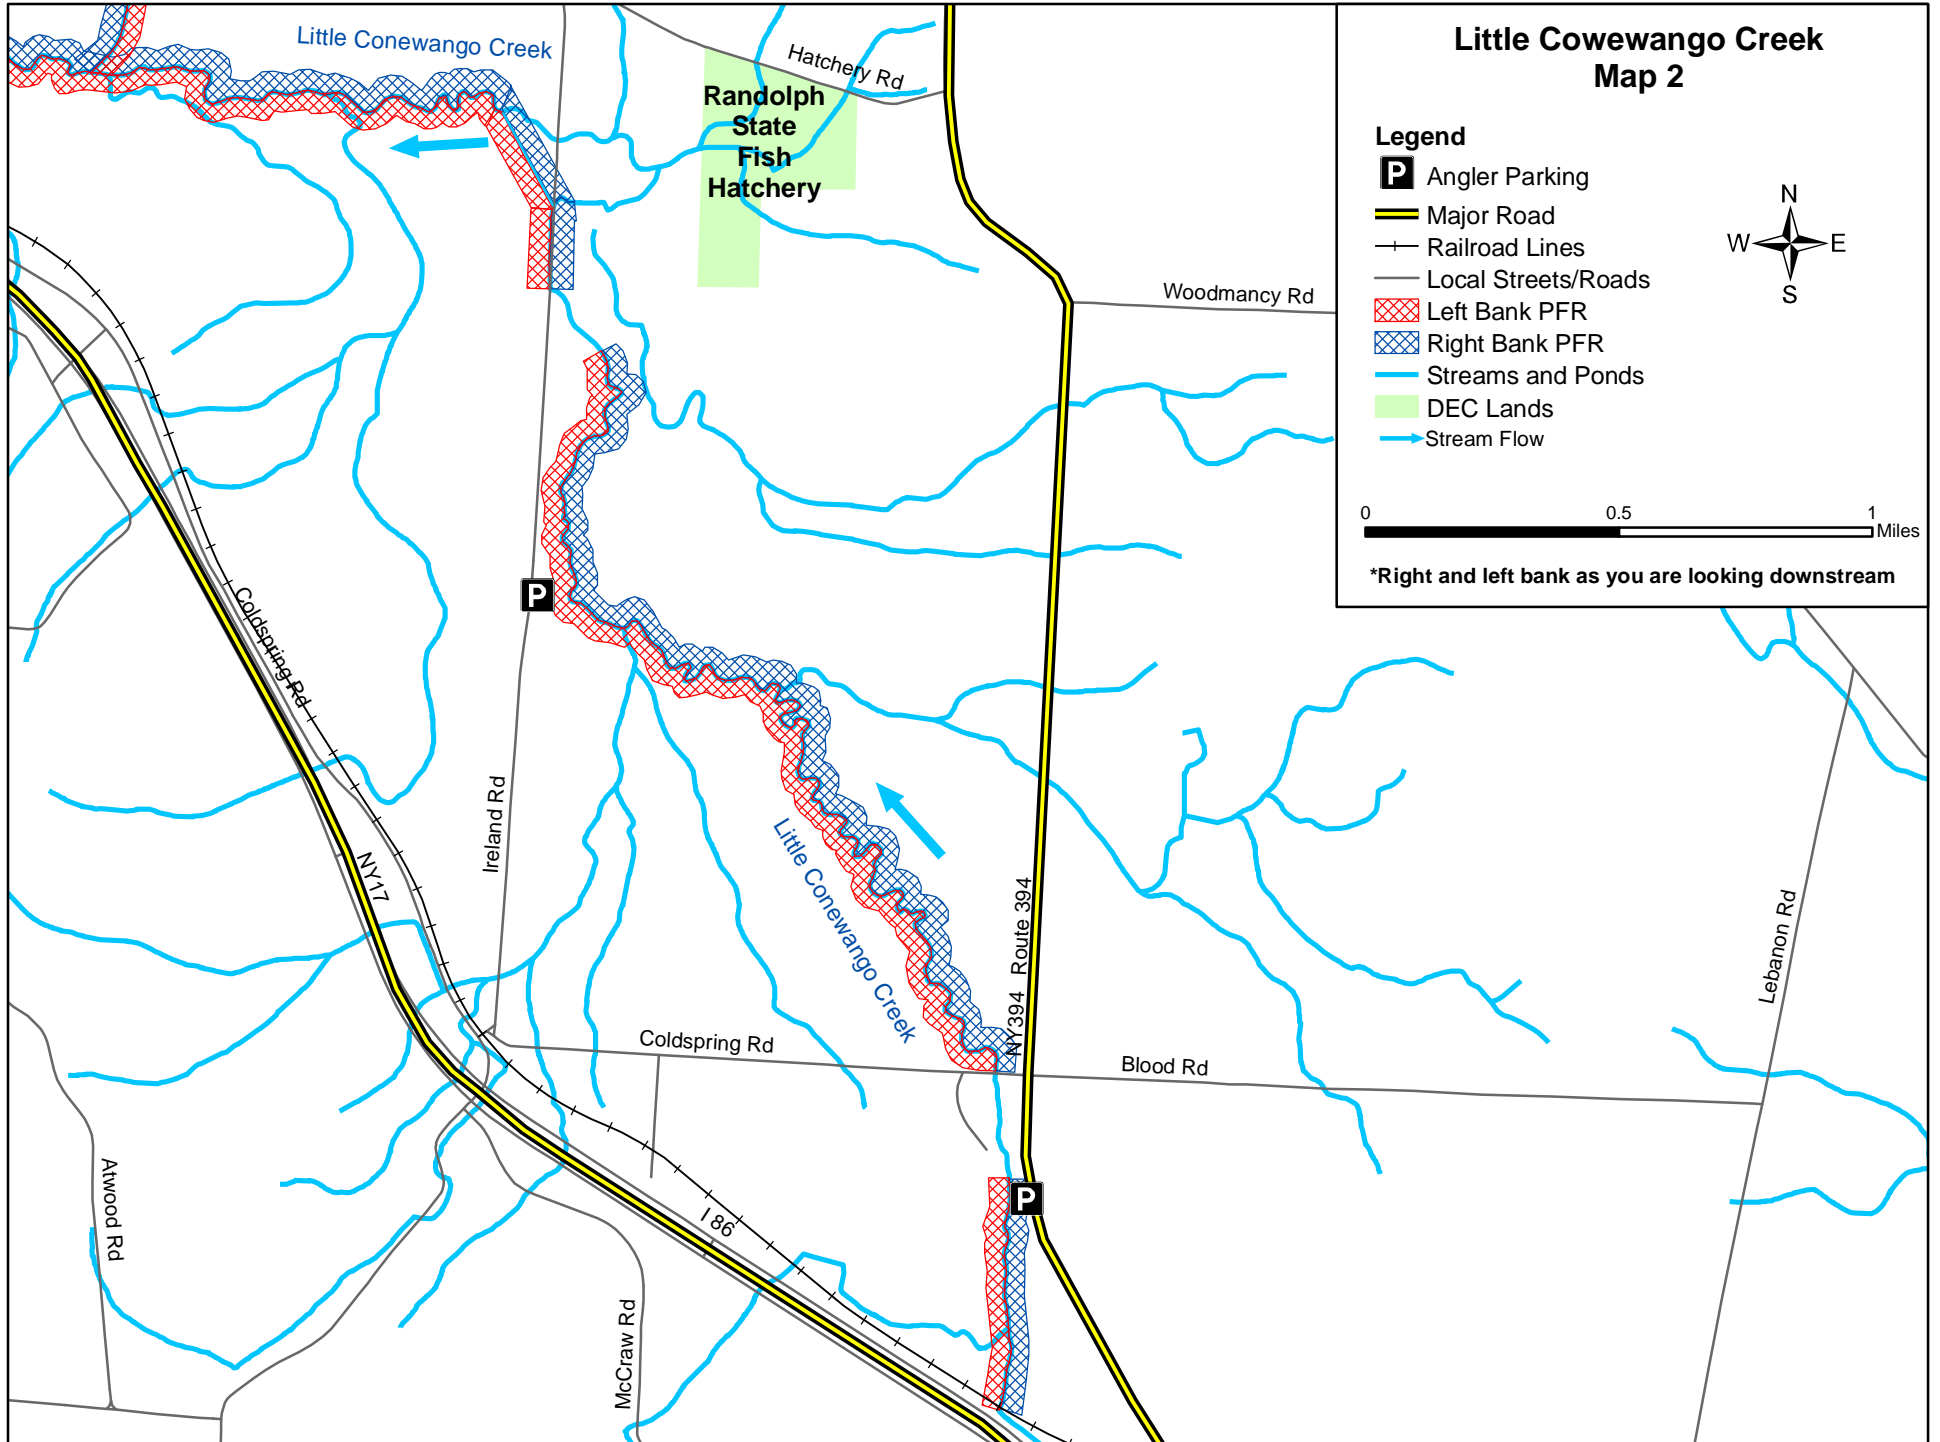 Little Cowewango Creek
Map 2
Legend
P Angler Parking
Major Road
Railroad Lines
Local Streets/Roads
Left Bank PFR
Right Bank PFR
Streams and Ponds
DEC Lands
Stream Flow
N
W E
S
0 0.5 1
Miles
*Right and left bank as you are looking downstream
Little Conewango Creek
Hatchery Rd
Randolph
State
Fish
Hatchery
Woodmancy Rd
P
Coldspring Rd
Ireland Rd
NY17
Little Conewango Creek
NY394 Route 394
Lebanon Rd
Coldspring Rd
Blood Rd
Atwood Rd
P
I 86
McCraw Rd